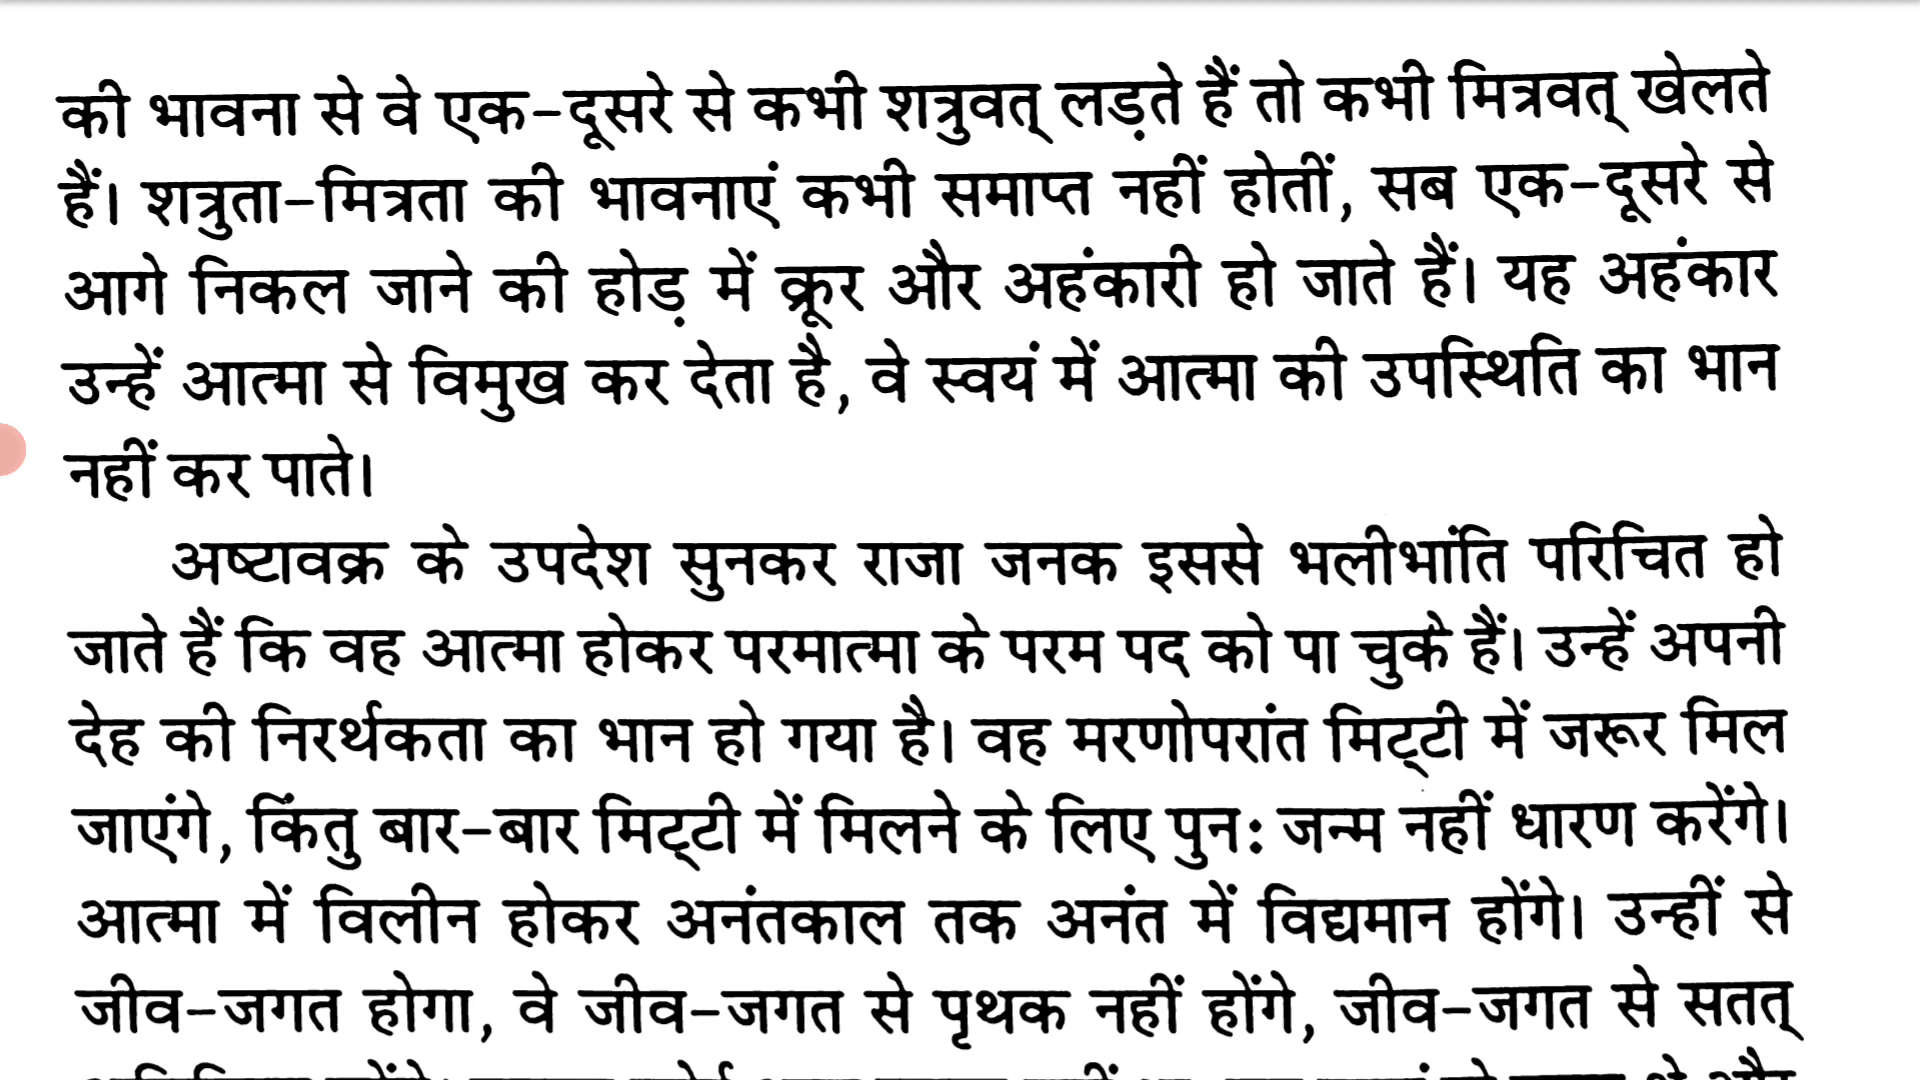 की भावना से वे एक-दूसरे से कभी शत्रुवत् लड़ते हैं तो कभी मित्रवत् खेलते
हैं। शत्रुता-मित्रता की भावनाएं कभी समाप्त नहीं होतीं, सब एक-दूसरे से
आगे निकल जाने की होड़ में क्रूर और अहंकारी हो जाते हैं। यह अहंकार
उन्हें आत्मा से विमुख कर देता है, वे स्वयं में आत्मा की उपस्थिति का भान
नहीं कर पाते।
अष्टावक्र के उपदेश सुनकर राजा जनक इससे भलीभांति परिचित हो
जाते हैं कि वह आत्मा होकर परमात्मा के परम पद को पा चुके हैं। उन्हें अपनी
देह की निरर्थकता का भान हो गया है। वह मरणोपरांत मिट्टी में जरूर मिल
जाएंगे, किंतु बार-बार मिट्टी में मिलने के लिए पुनः जन्म नहीं धारण करेंगे।
आत्मा में विलीन होकर अनंतकाल तक अनंत में विद्यमान होंगे। उन्हीं से
जीव-जगत होगा, वे जीव-जगत से पृथक नहीं होंगे, जीव-जगत से सतत्